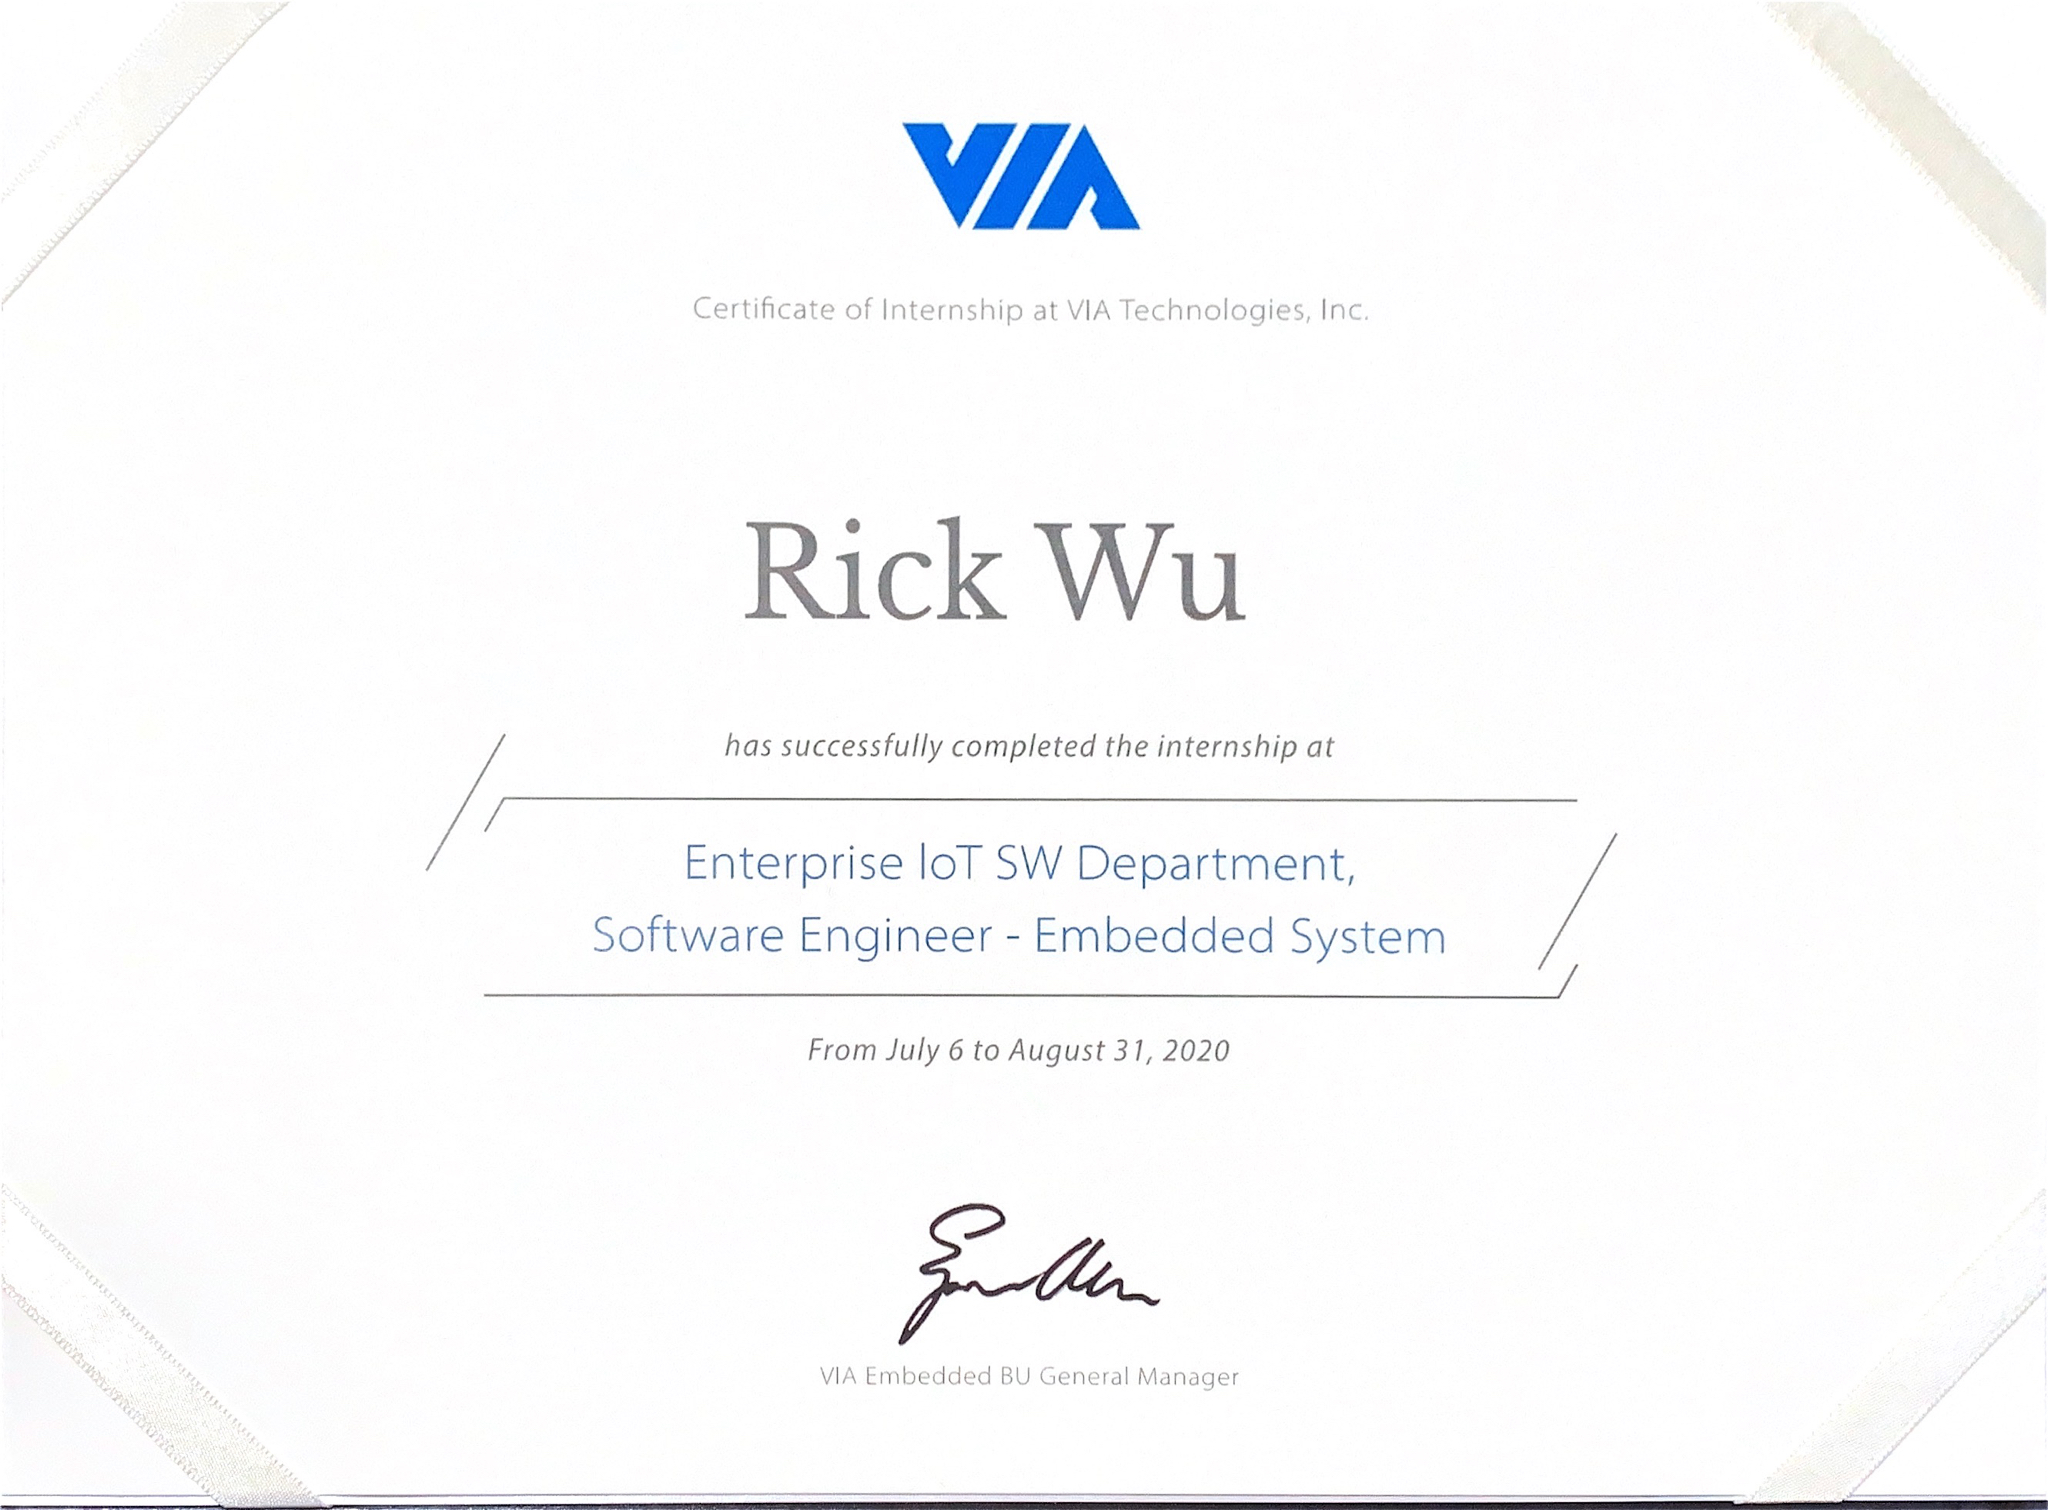 VIA
Certificate of Internship at VIA Technologies, Inc.
Rick Wu
has successfully completed the internship at
Enterprise IoT SW Department,
Software Engineer - Embedded System
From July 6 to August 31, 2020
VIA Embedded BU General Manager